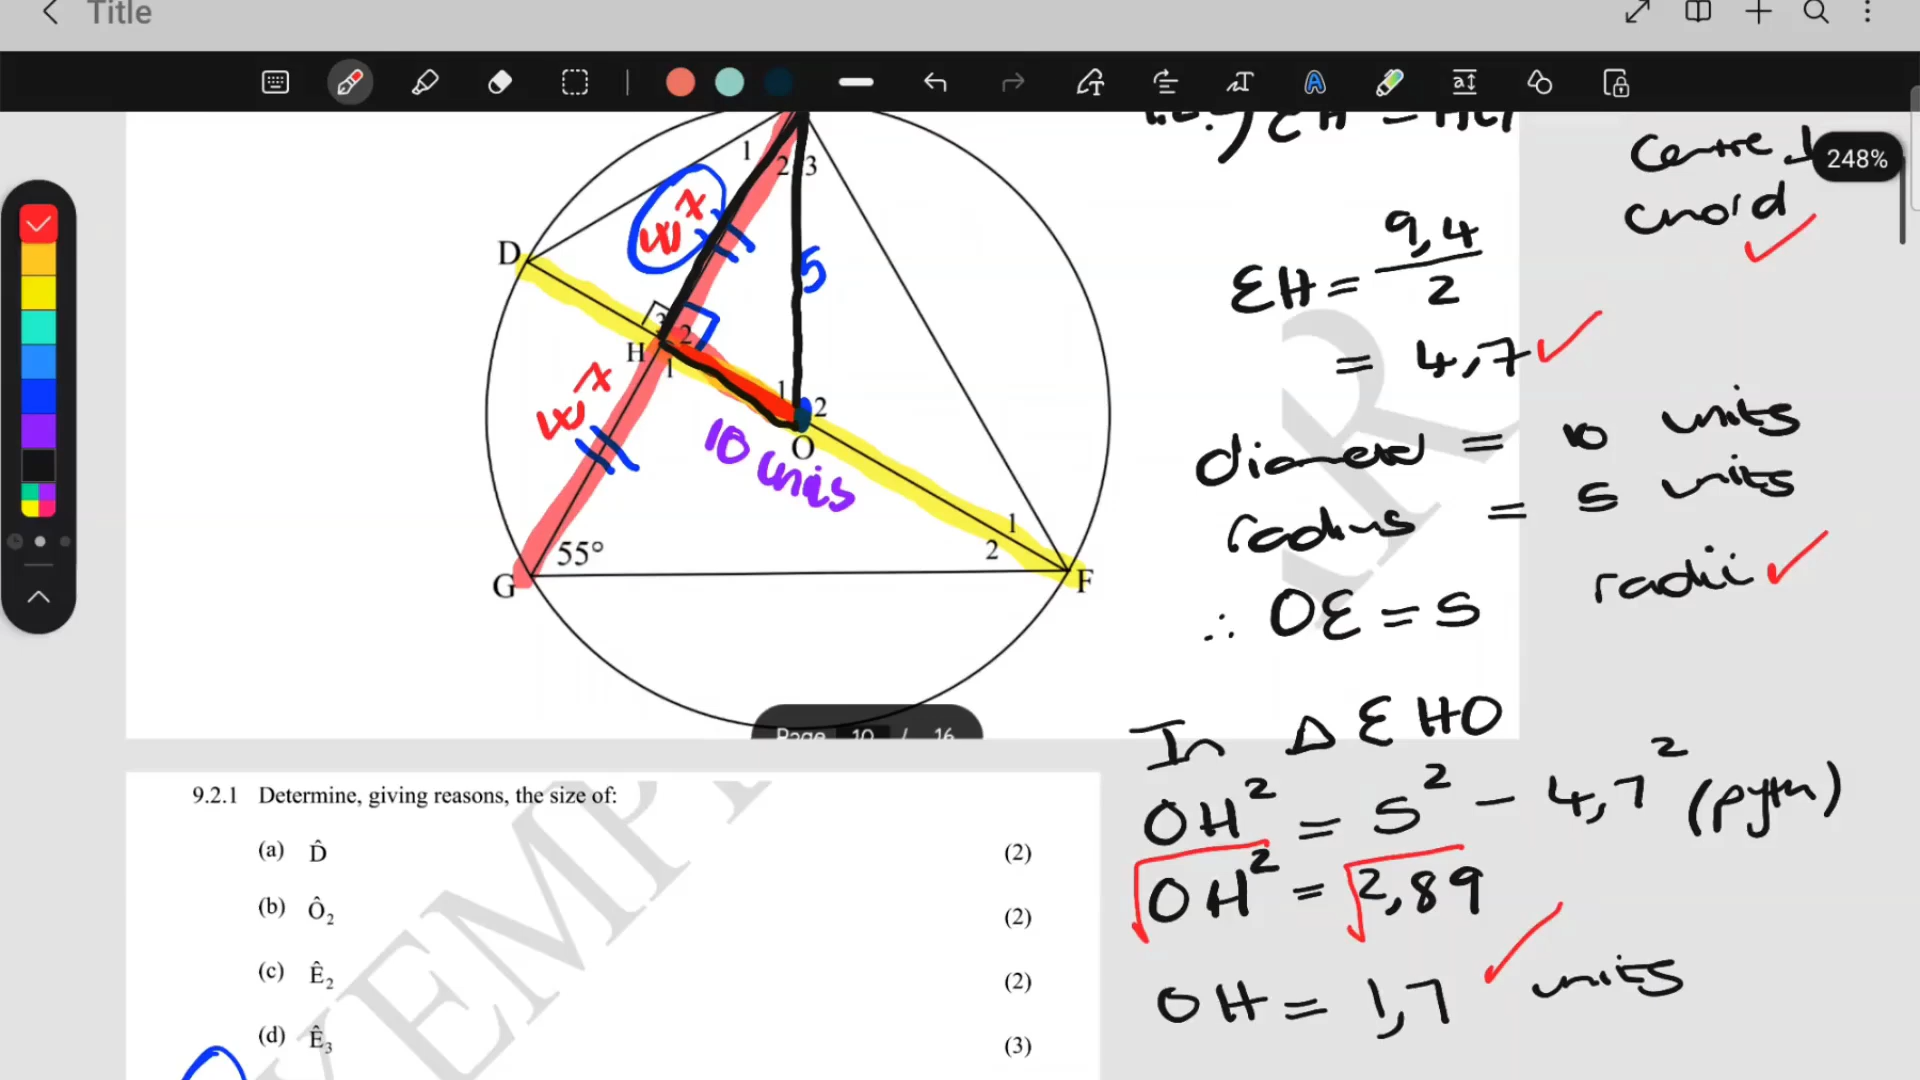 Title
248%
1
2
3
D
5
3
2
H
1
1
2
O
10 units
G
55°
1
2
F
Page 10 / 16
EH = 9,4 / 2
centre ⊥
chord
= 4,7
diameter = 10 units
radius = 5 units
∴ OE = 5
radii
In Δ EHO
OH² = 5² − 4,7² (pyth)
√OH² = √2,89
OH = 1,7 units
9.2.1 Determine, giving reasons, the size of:
(a) D̂ (2)
(b) Ô₂ (2)
(c) Ê₂ (2)
(d) Ê₃ (3)